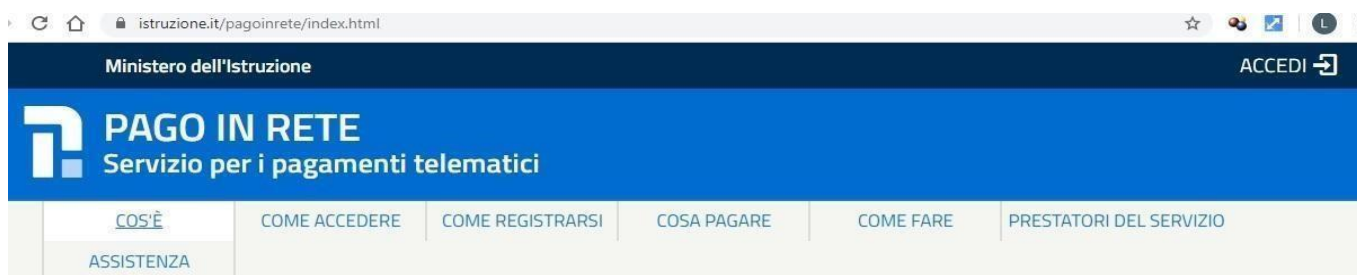 istruzione.it/pagoinrete/index.html
L
Ministero dell'Istruzione
ACCEDI
PAGO IN RETE
Servizio per i pagamenti telematici
COS'È COME ACCEDERE COME REGISTRARSI COSA PAGARE COME FARE PRESTATORI DEL SERVIZIO
ASSISTENZA